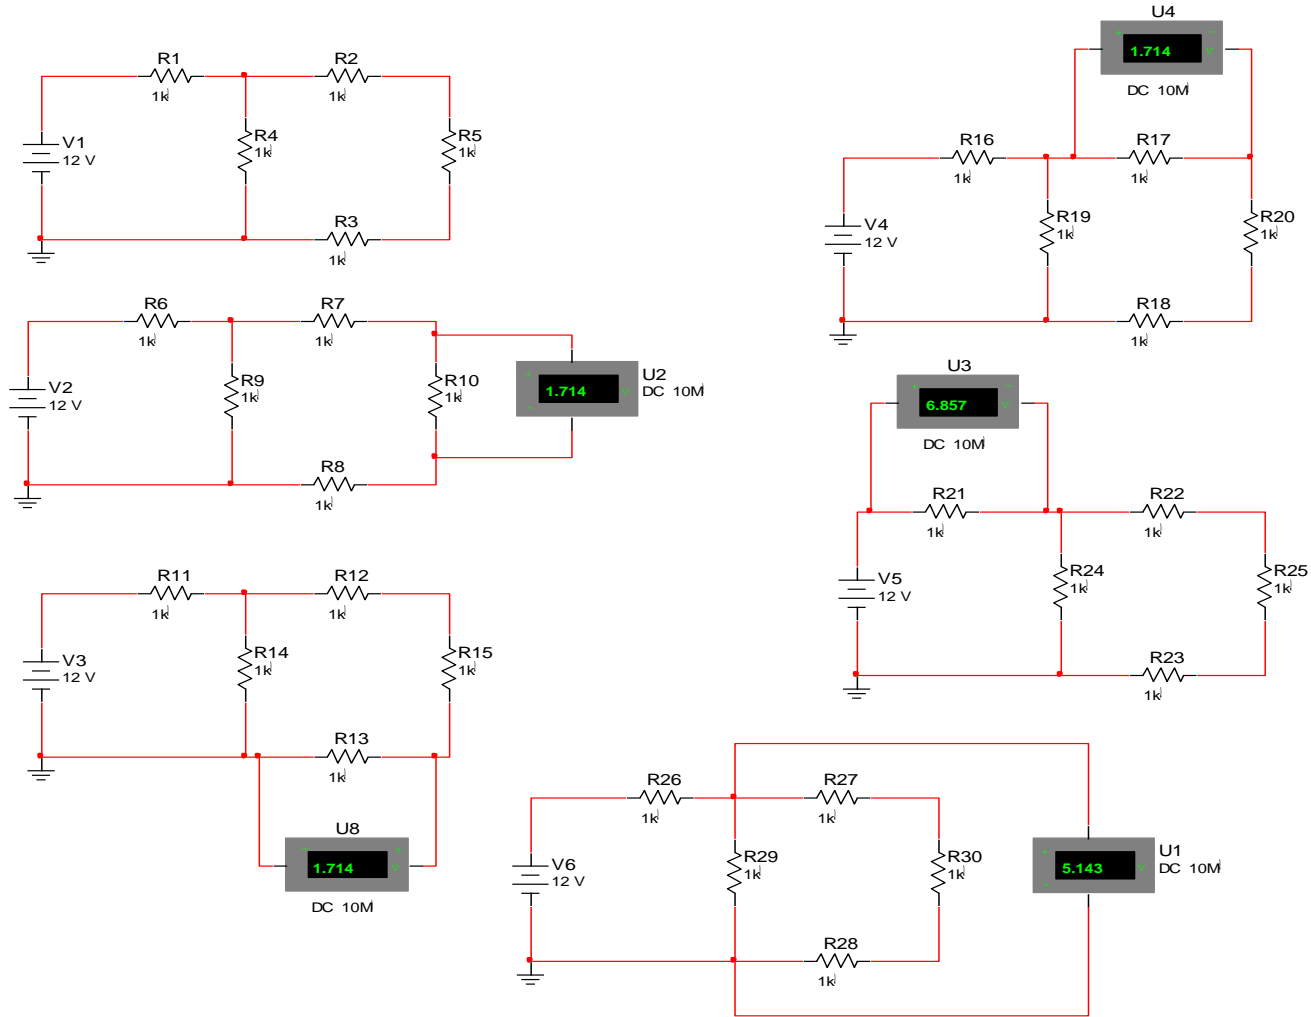 R1
1k
R2
1k
V1
12 V
R4
1k
R5
1k
R3
1k
R6
1k
R7
1k
V2
12 V
R9
1k
R10
1k
1.714
U2
DC 10M
R8
1k
R11
1k
R12
1k
V3
12 V
R14
1k
R15
1k
R13
1k
U8
1.714
DC 10M
U4
1.714
DC 10M
R16
1k
R17
1k
V4
12 V
R19
1k
R20
1k
R18
1k
U3
6.857
DC 10M
R21
1k
R22
1k
V5
12 V
R24
1k
R25
1k
R23
1k
R26
1k
R27
1k
V6
12 V
R29
1k
R30
1k
5.143
U1
DC 10M
R28
1k